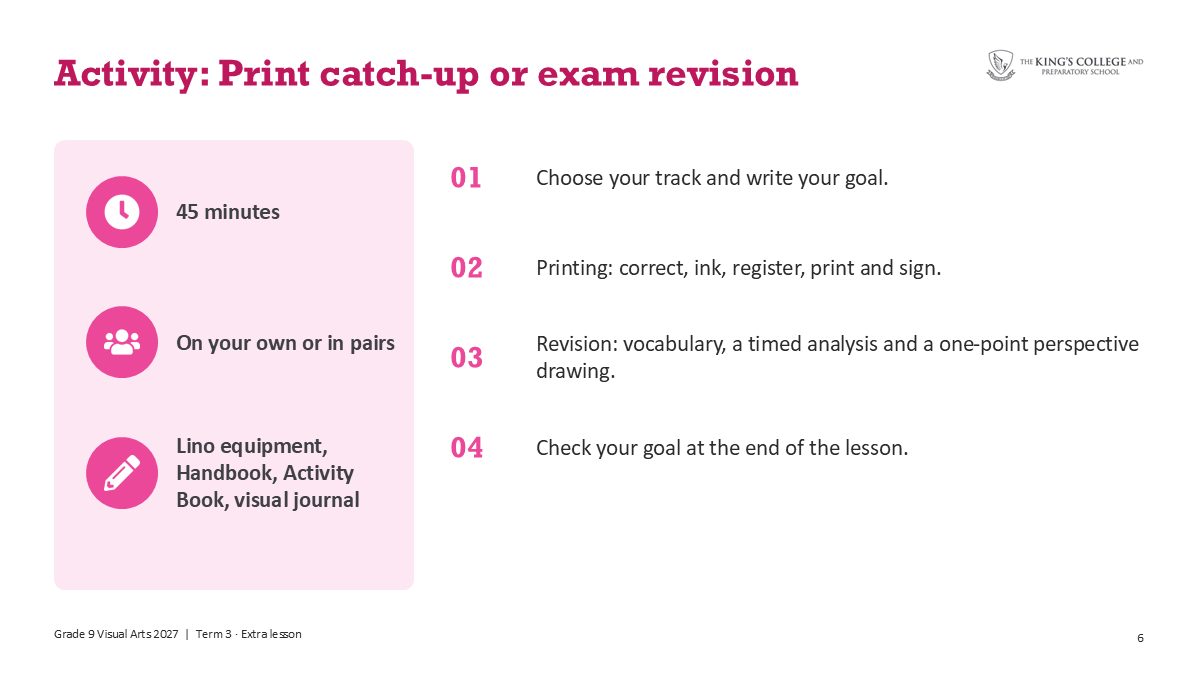 Activity: Print catch-up or exam revision
THE KING'S COLLEGE AND
PREPARATORY SCHOOL
45 minutes
On your own or in pairs
Lino equipment,
Handbook, Activity
Book, visual journal
01 Choose your track and write your goal.
02 Printing: correct, ink, register, print and sign.
03 Revision: vocabulary, a timed analysis and a one-point perspective
drawing.
04 Check your goal at the end of the lesson.
Grade 9 Visual Arts 2027 | Term 3 · Extra lesson
6